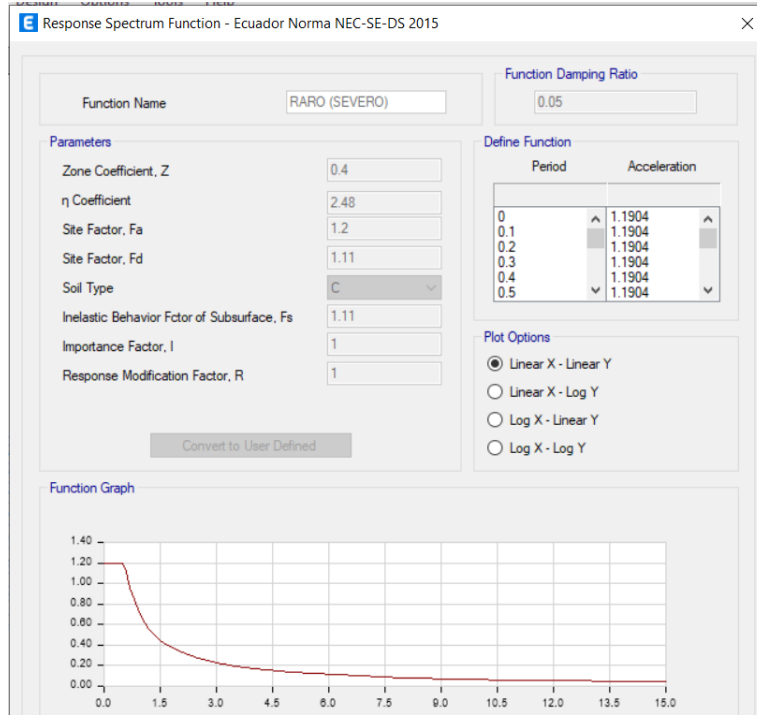 Design Options Tools Help
E Response Spectrum Function - Ecuador Norma NEC-SE-DS 2015
Function Name RARO (SEVERO)
Function Damping Ratio
0.05
Parameters
Zone Coefficient, Z 0.4
η Coefficient 2.48
Site Factor, Fa 1.2
Site Factor, Fd 1.11
Soil Type C
Inelastic Behavior Fctor of Subsurface, Fs 1.11
Importance Factor, I 1
Response Modification Factor, R 1
Convert to User Defined
Define Function
Period Acceleration
0 1.1904
0.1 1.1904
0.2 1.1904
0.3 1.1904
0.4 1.1904
0.5 1.1904
Plot Options
Linear X - Linear Y
Linear X - Log Y
Log X - Linear Y
Log X - Log Y
Function Graph
1.40
1.20
1.00
0.80
0.60
0.40
0.20
0.00
0.0 1.5 3.0 4.5 6.0 7.5 9.0 10.5 12.0 13.5 15.0